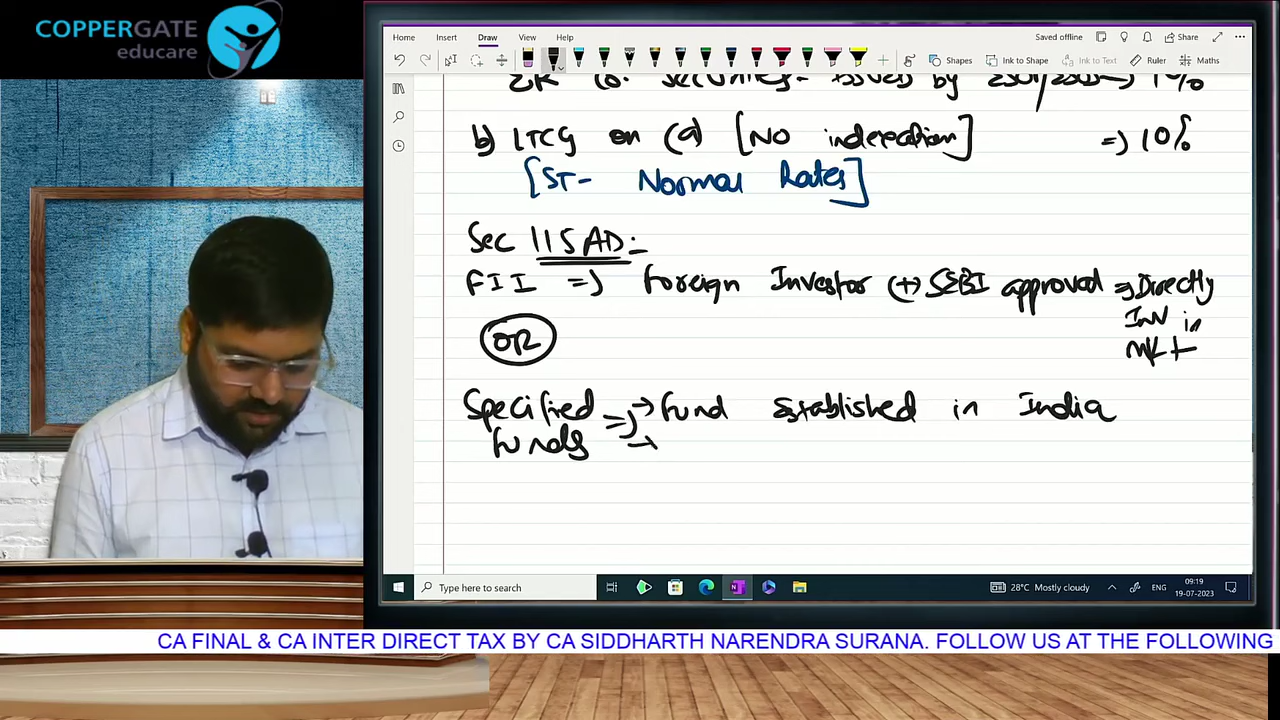 COPPERGATE
educare
Home Insert Draw View Help
Saved offline
Share
Shapes
Ink to Shape
Ink to Text
Ruler
Maths
by
b) LTCG on (a) [NO indexation] => 10%
[ST- Normal Rates]
Sec 115AD:-
FII => foreign Investor (+) SEBI approved => Directly
Inv in
MKt
OR
Specified => → fund established in India
funds →
Type here to search
28°C Mostly cloudy
ENG
09:19
19-07-2023
CA FINAL & CA INTER DIRECT TAX BY CA SIDDHARTH NARENDRA SURANA. FOLLOW US AT THE FOLLOWING